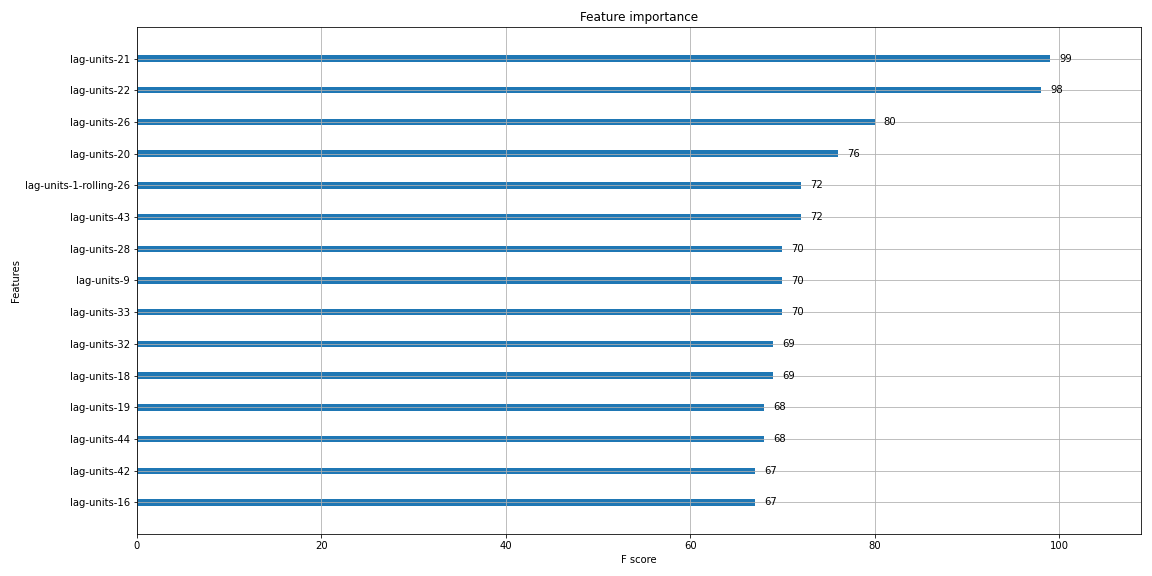 Feature importance
Features
lag-units-21 99
lag-units-22 98
lag-units-26 80
lag-units-20 76
lag-units-1-rolling-26 72
lag-units-43 72
lag-units-28 70
lag-units-9 70
lag-units-33 70
lag-units-32 69
lag-units-18 69
lag-units-19 68
lag-units-44 68
lag-units-42 67
lag-units-16 67
0 20 40 60 80 100
F score